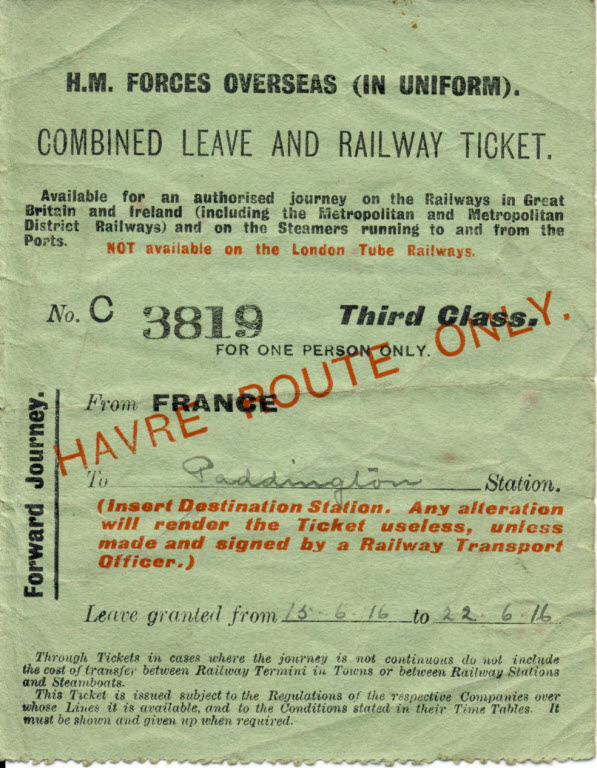 H.M. FORCES OVERSEAS (IN UNIFORM).
COMBINED LEAVE AND RAILWAY TICKET.
Available for an authorised journey on the Railways in Great
Britain and Ireland (including the Metropolitan and Metropolitan
District Railways) and on the Steamers running to and from the
Ports.
NOT available on the London Tube Railways.
No. C 3819 Third Class.
FOR ONE PERSON ONLY.
HAVRE ROUTE ONLY.
Forward Journey.
From FRANCE
To Paddington Station.
(Insert Destination Station. Any alteration
will render the Ticket useless, unless
made and signed by a Railway Transport
Officer.)
Leave granted from 15.6.16 to 22.6.16
Through Tickets in cases where the journey is not continuous do not include
the cost of transfer between Railway Termini in Towns or between Railway Stations
and Steamboats.
This Ticket is issued subject to the Regulations of the respective Companies over
whose Lines it is available, and to the Conditions stated in their Time Tables. It
must be shown and given up when required.